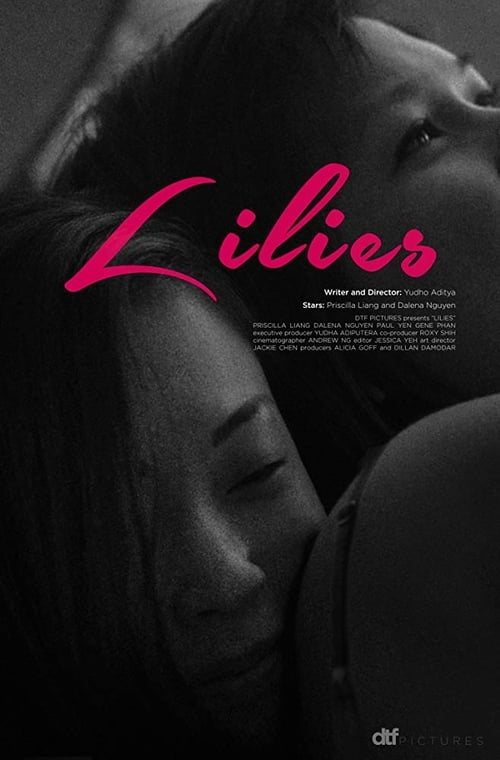 Lilies
Writer and Director: Yudho Aditya
Stars: Priscilla Liang and Dalena Nguyen
DTF PICTURES presents "LILIES"
PRISCILLA LIANG DALENA NGUYEN PAUL YEN GENE PHAN
executive producer YUDHA ADIPUTERA co-producer ROXY SHIH
cinematographer ANDREW NG editor JESSICA YEH art director
JACKIE CHEN producers ALICIA GOFF and DILLAN DAMODAR
dtf PICTURES